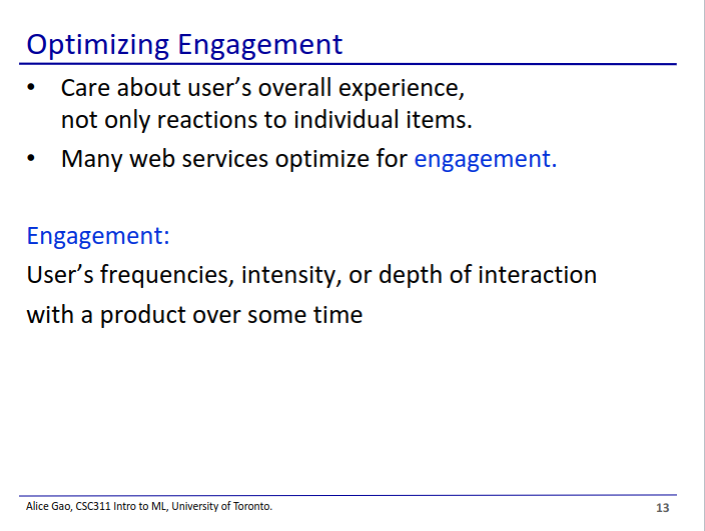 Optimizing Engagement
• Care about user’s overall experience,
not only reactions to individual items.
• Many web services optimize for engagement.
Engagement:
User’s frequencies, intensity, or depth of interaction
with a product over some time
Alice Gao, CSC311 Intro to ML, University of Toronto.
13